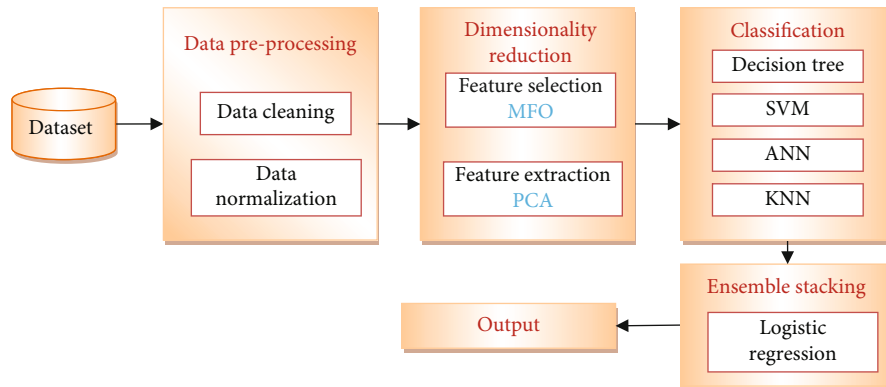 Dataset
Data pre-processing
Data cleaning
Data
normalization
Dimensionality
reduction
Feature selection
MFO
Feature extraction
PCA
Classification
Decision tree
SVM
ANN
KNN
Ensemble stacking
Logistic
regression
Output